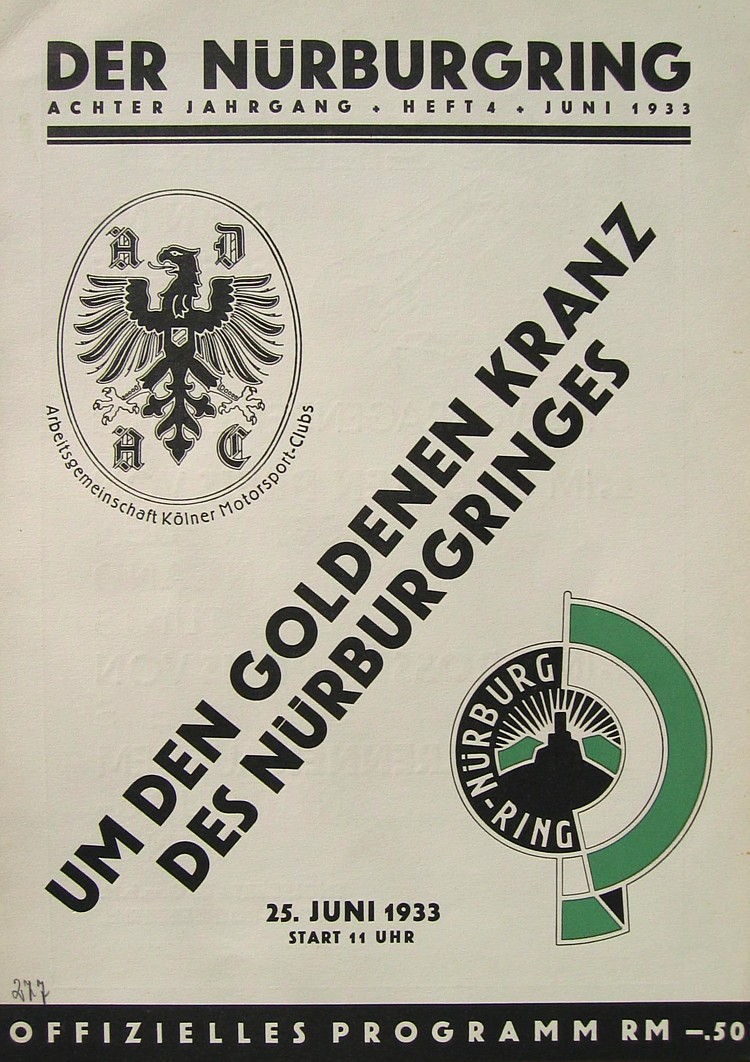 DER NÜRBURGRING
ACHTER JAHRGANG + HEFT 4 + JUNI 1933
A D
A C
Arbeitsgemeinschaft Kölner Motorsport-Clubs
UM DEN GOLDENEN KRANZ
DES NÜRBURGRINGES
NÜRBURG-RING
25. JUNI 1933
START 11 UHR
277
OFFIZIELLES PROGRAMM RM —.50